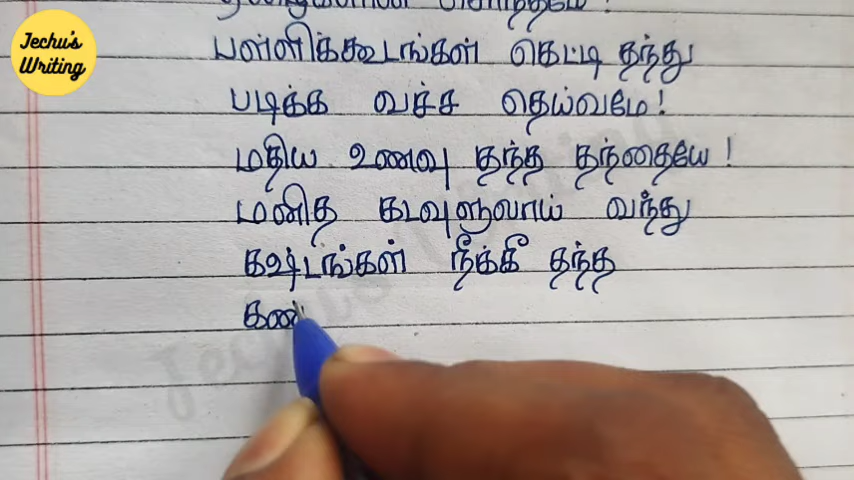 Jechu's
Writing
பள்ளிக்கூடங்கள் கெட்டி தந்து
படிக்க வச்ச தெய்வமே!
மதிய உணவு தந்த தந்தையே!
மனித கடவுளுவாய் வந்து
கஷ்டங்கள் நீக்கீ தந்த